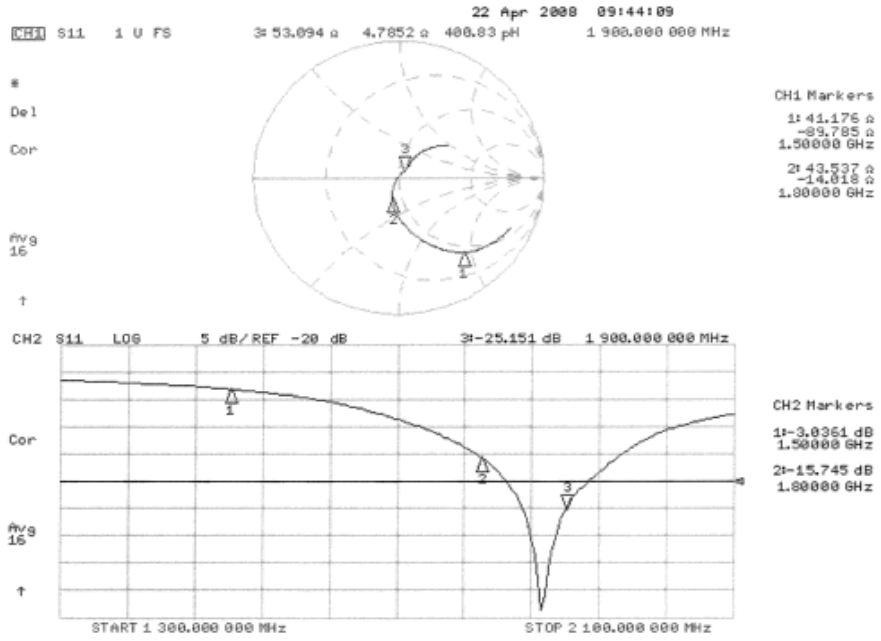 22 Apr 2008 09:44:09
CH1 S11 1 U FS 3: 53.094 Ω 4.7852 Ω 400.83 pH 1 900.000 000 MHz
*
Del
Cor
Avg
16
↑
CH1 Markers
1: 41.176 Ω
-89.785 Ω
1.50000 GHz
2: 43.537 Ω
-14.018 Ω
1.80000 GHz
3
2
1
CH2 S11 LOG 5 dB/REF -20 dB 3:-25.151 dB 1 900.000 000 MHz
Cor
Avg
16
↑
1
2
3
CH2 Markers
1:-3.0361 dB
1.50000 GHz
2:-15.745 dB
1.80000 GHz
START 1 300.000 000 MHz STOP 2 100.000 000 MHz